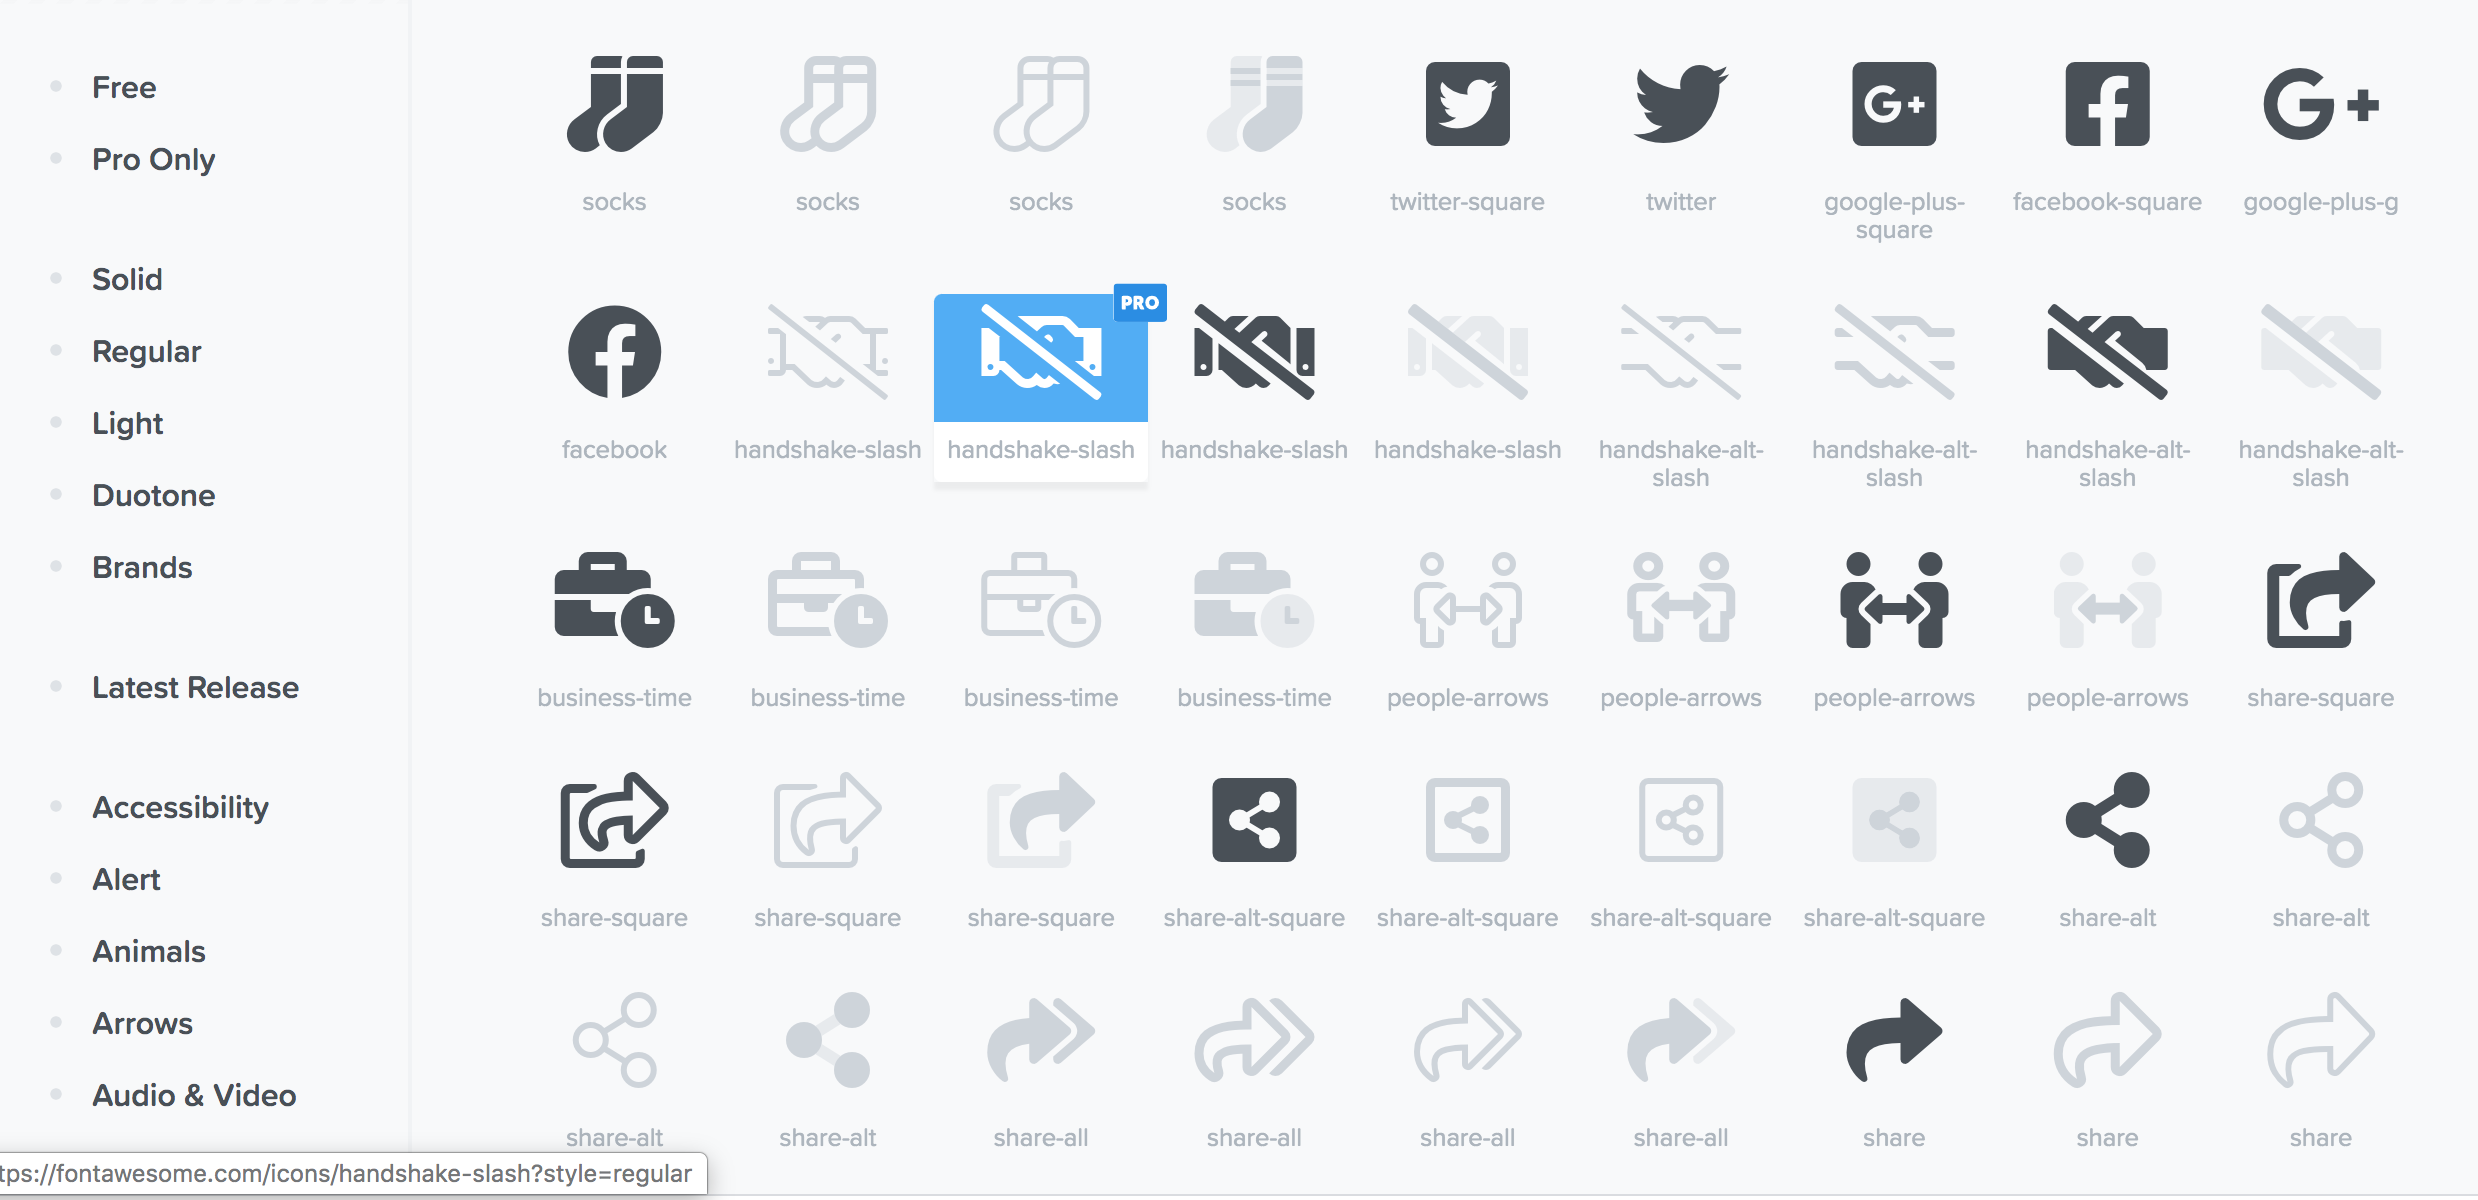 Free
Pro Only
Solid
Regular
Light
Duotone
Brands
Latest Release
Accessibility
Alert
Animals
Arrows
Audio & Video
socks
socks
socks
socks
twitter-square
twitter
google-plus-
square
facebook-square
google-plus-g
facebook
handshake-slash
PRO
handshake-slash
handshake-slash
handshake-slash
handshake-alt-
slash
handshake-alt-
slash
handshake-alt-
slash
handshake-alt-
slash
business-time
business-time
business-time
business-time
people-arrows
people-arrows
people-arrows
people-arrows
share-square
share-square
share-square
share-square
share-alt-square
share-alt-square
share-alt-square
share-alt-square
share-alt
share-alt
share-alt
share-alt
share-all
share-all
share-all
share-all
share
share
share
tps://fontawesome.com/icons/handshake-slash?style=regular